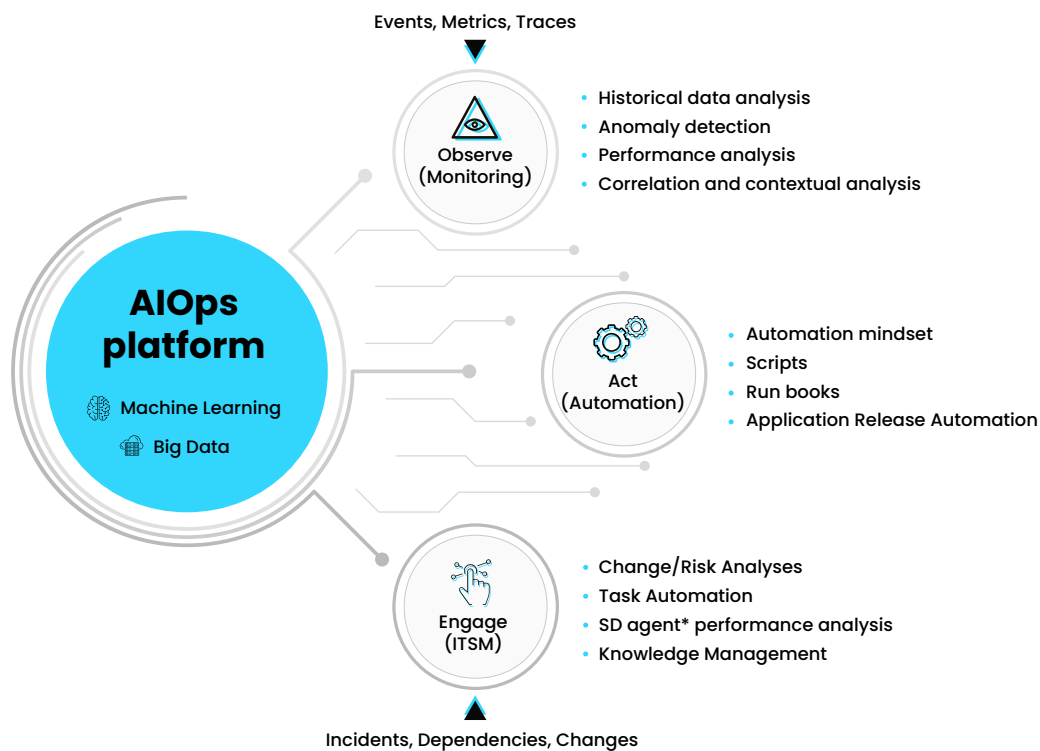 Events, Metrics, Traces
Observe
(Monitoring)
Historical data analysis
Anomaly detection
Performance analysis
Correlation and contextual analysis
AIOps
platform
Machine Learning
Big Data
Act
(Automation)
Automation mindset
Scripts
Run books
Application Release Automation
Engage
(ITSM)
Change/Risk Analyses
Task Automation
SD agent* performance analysis
Knowledge Management
Incidents, Dependencies, Changes